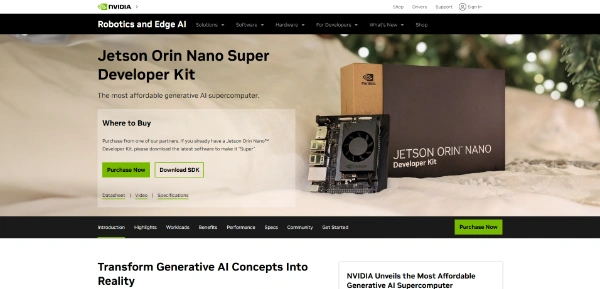 NVIDIA
Shop Drivers Support Sign In
Robotics and Edge AI Solutions Software Hardware For Developers What's New Shop
Jetson Orin Nano Super
Developer Kit
The most affordable generative AI supercomputer.
Where to Buy
Purchase from one of our partners. If you already have a Jetson Orin Nano™
Developer Kit, please download the latest software to make it "Super".
Purchase Now Download SDK
Datasheet | Video | Specifications
NVIDIA
JETSON ORIN NANO
Developer Kit
Introduction Highlights Workloads Benefits Performance Specs Community Get Started Purchase Now
Transform Generative AI Concepts Into
Reality
NVIDIA Unveils the Most Affordable
Generative AI Supercomputer